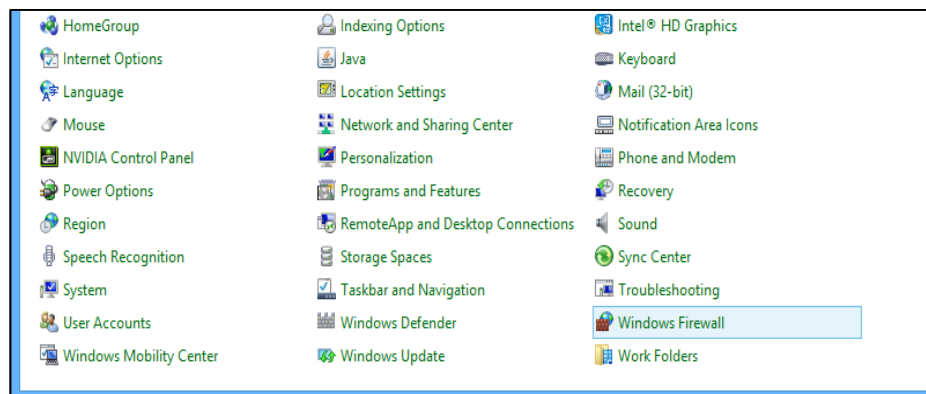 HomeGroup Indexing Options Intel® HD Graphics
Internet Options Java Keyboard
Language Location Settings Mail (32-bit)
Mouse Network and Sharing Center Notification Area Icons
NVIDIA Control Panel Personalization Phone and Modem
Power Options Programs and Features Recovery
Region RemoteApp and Desktop Connections Sound
Speech Recognition Storage Spaces Sync Center
System Taskbar and Navigation Troubleshooting
User Accounts Windows Defender Windows Firewall
Windows Mobility Center Windows Update Work Folders